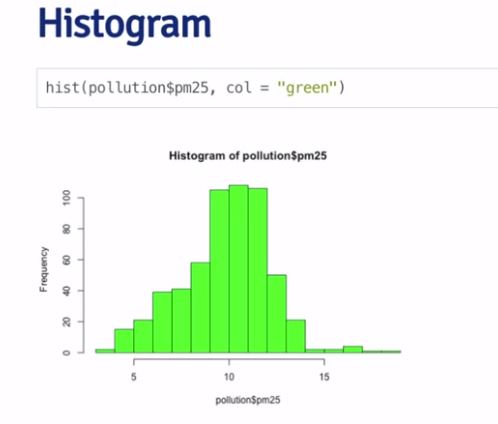 Histogram
hist(pollution$pm25, col = "green")
Histogram of pollution$pm25
Frequency
100
80
60
40
20
0
5 10 15
pollution$pm25